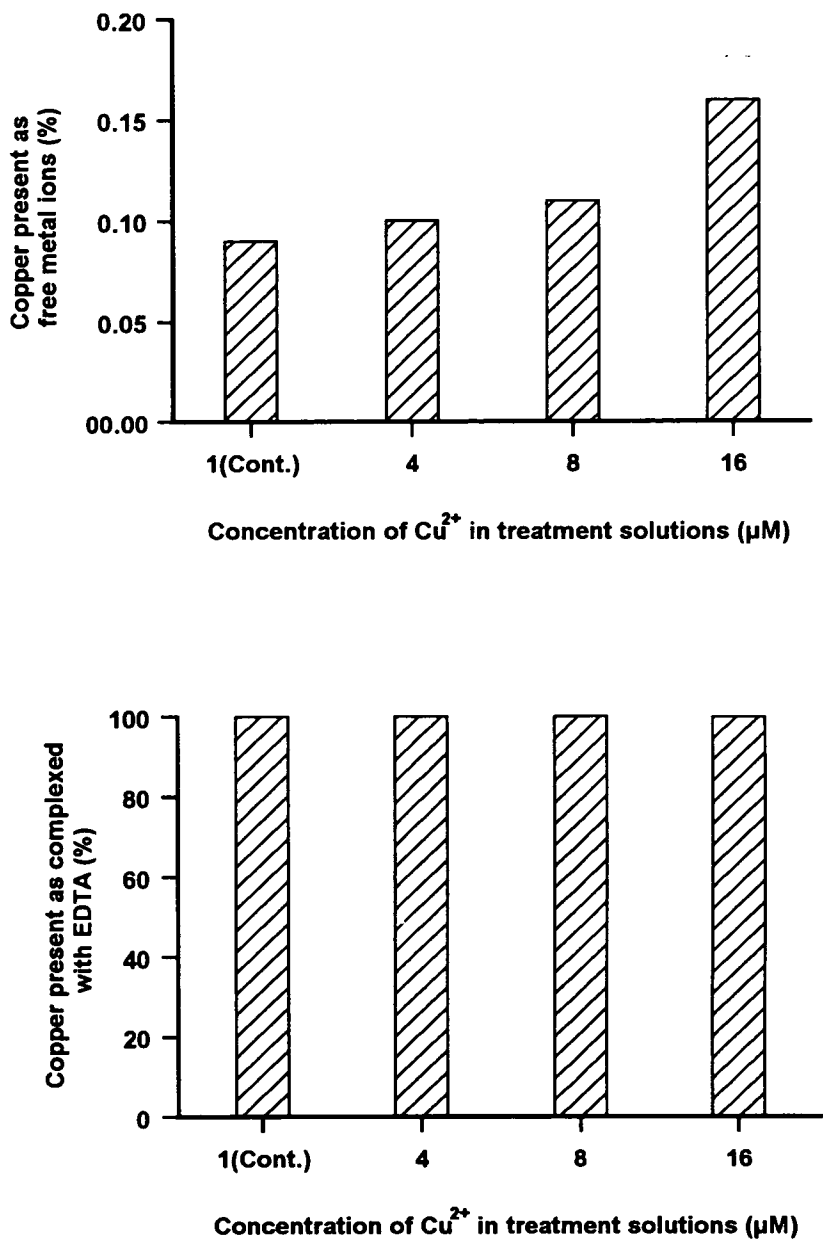 Copper present as
free metal ions (%)
0.20
0.15
0.10
0.05
00.00
1(Cont.) 4 8 16
Concentration of Cu²⁺ in treatment solutions (µM)
Copper present as complexed
with EDTA (%)
100
80
60
40
20
0
1(Cont.) 4 8 16
Concentration of Cu²⁺ in treatment solutions (µM)